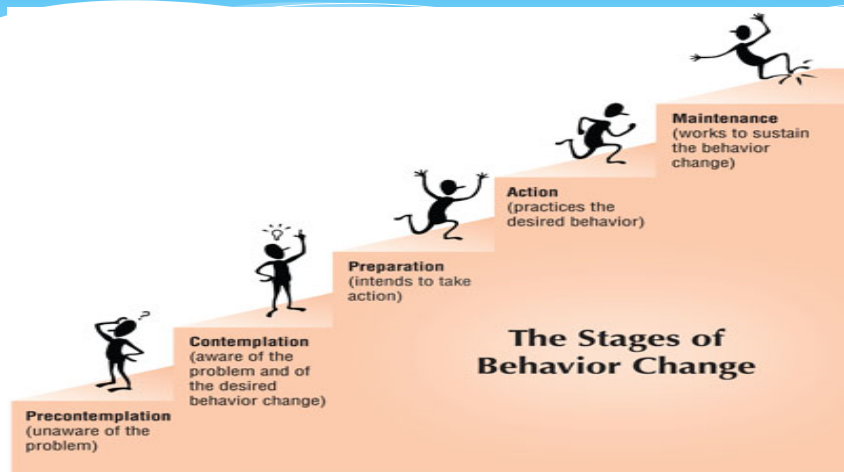 Maintenance
(works to sustain
the behavior
change)
Action
(practices the
desired behavior)
Preparation
(intends to take
action)
Contemplation
(aware of the
problem and of
the desired
behavior change)
Precontemplation
(unaware of the
problem)
The Stages of
Behavior Change
?